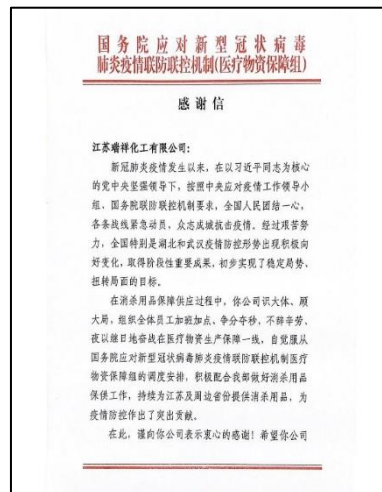 国务院应对新型冠状病毒
肺炎疫情联防联控机制(医疗物资保障组)
感谢信
江苏瑞祥化工有限公司:
新冠肺炎疫情发生以来，在以习近平同志为核心
的党中央坚强领导下，按照中央应对疫情工作领导小
组、国务院联防联控机制要求，全国人民团结一心，
各条战线紧急动员，众志成城抗击疫情。经过艰苦努
力，全国特别是湖北和武汉疫情防控形势出现积极向
好变化，取得阶段性重要成果，初步实现了稳定局势、
扭转局面的目标。
在消杀用品保障供应过程中，你公司识大体、顾
大局，组织全体员工加班加点、争分夺秒，不辞辛劳、
夜以继日地奋战在医疗物资生产保障一线，自觉服从
国务院应对新型冠状病毒肺炎疫情联防联控机制医疗
物资保障组的调度安排，积极配合我部做好消杀用品
保供工作，持续为江苏及周边省份提供消杀用品，为
疫情防控作出了突出贡献。
在此，谨向你公司表示衷心的感谢！希望你公司